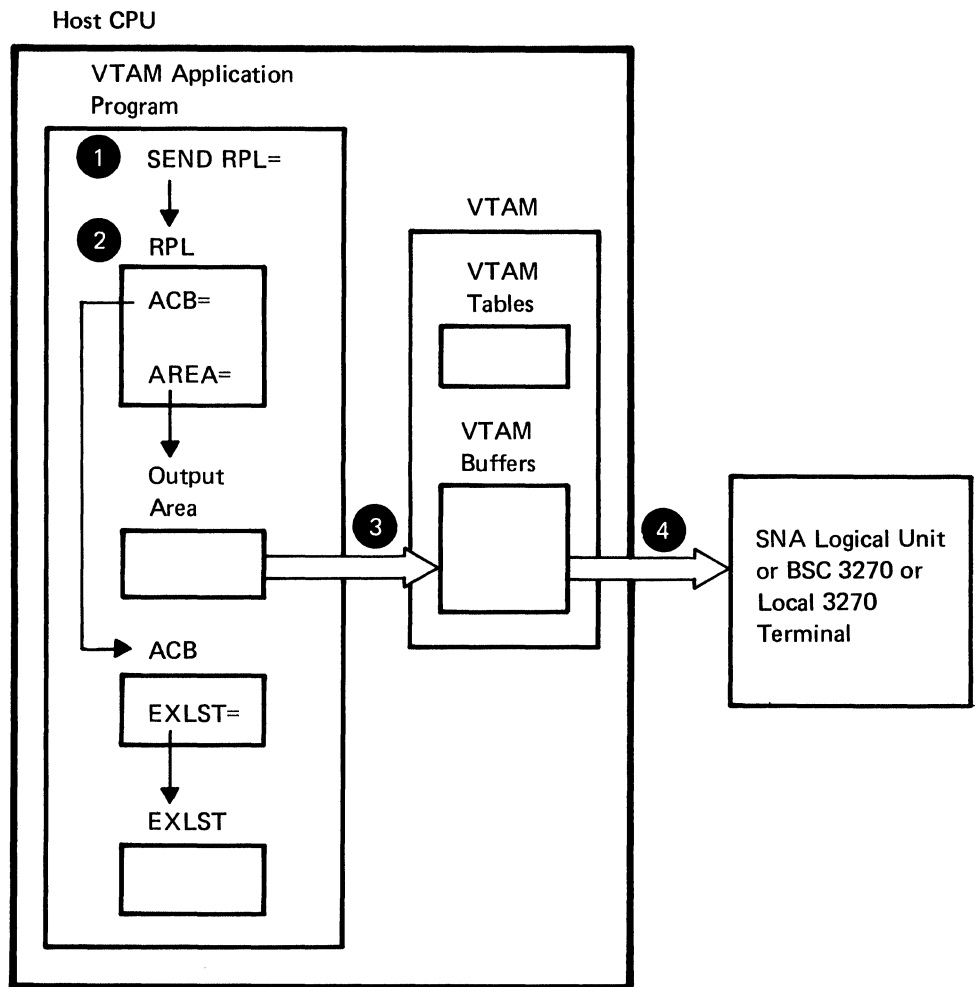 Host CPU
VTAM Application
Program
1 SEND RPL=
2 RPL
ACB=
AREA=
Output
Area
3
ACB
EXLST=
EXLST
VTAM
VTAM
Tables
VTAM
Buffers
4
SNA Logical Unit
or BSC 3270 or
Local 3270
Terminal